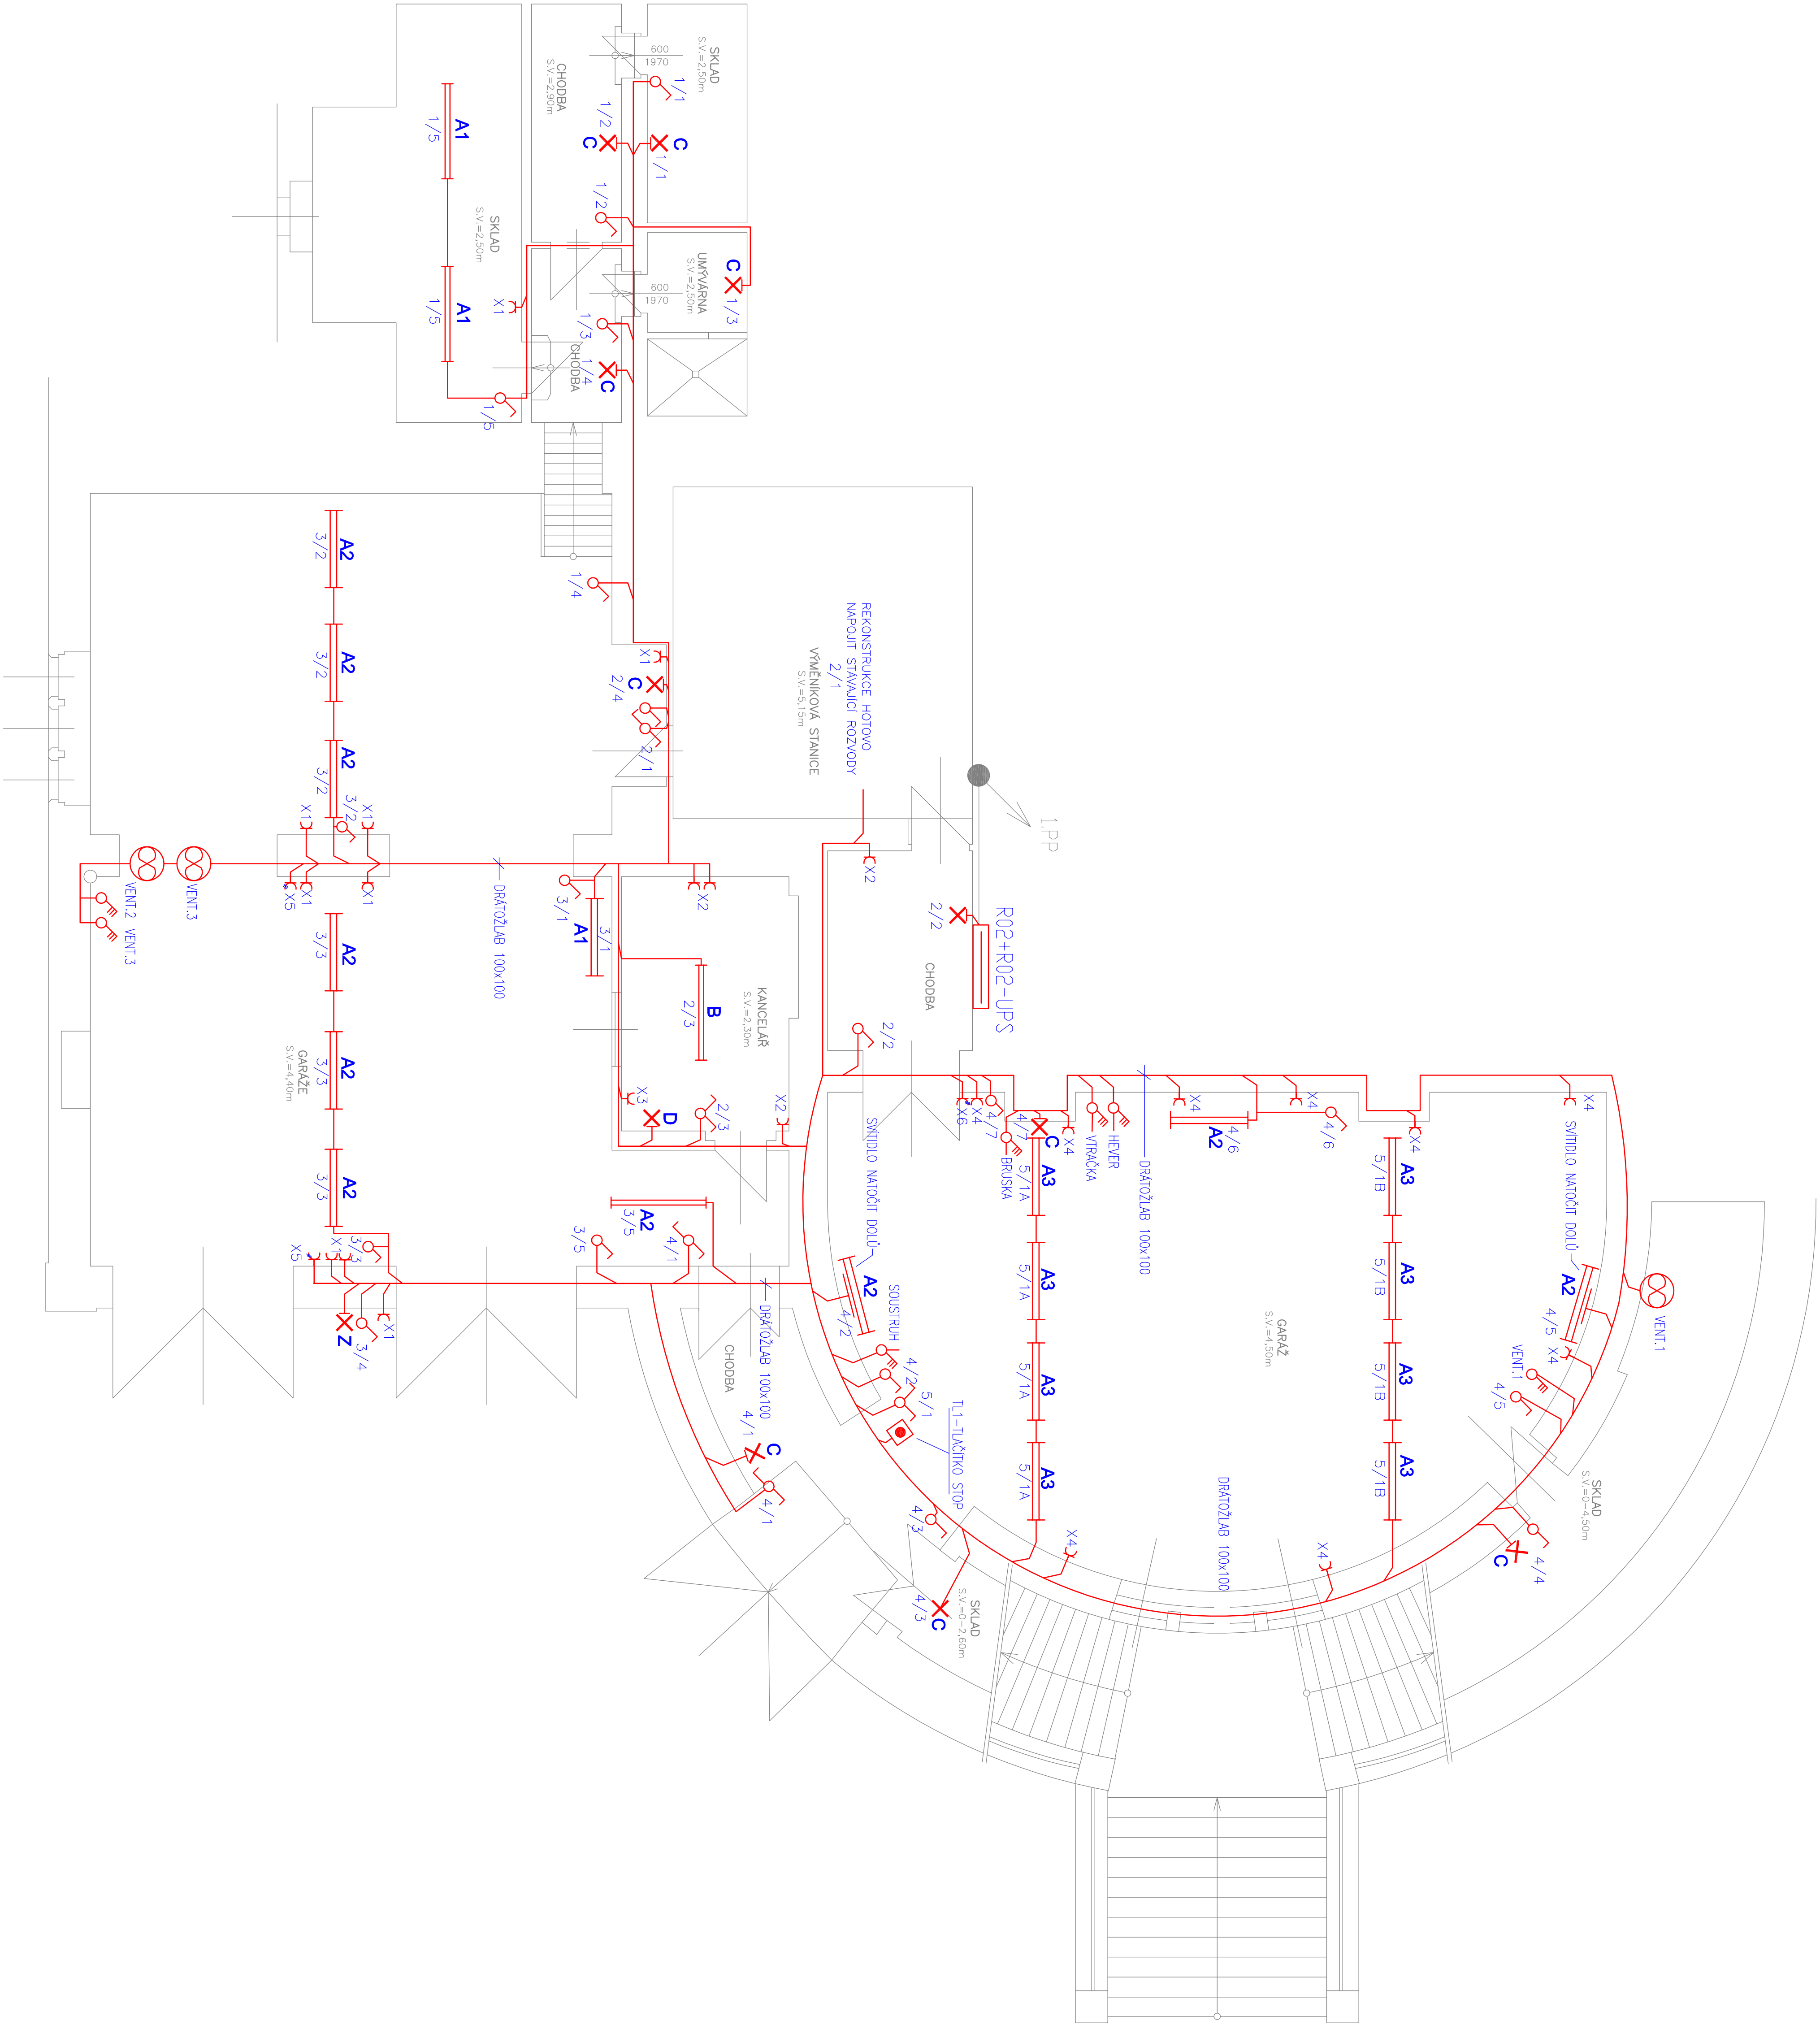 SKLAD
S.V.=2,50m
600
1970
CHODBA
S.V.=2,90m
1/1
1/2
C
C
1/1
A1
1/5
1/2
SKLAD
S.V.=2,50m
UMÝVÁRNA
S.V.=2,50m
C
1/3
600
1970
A1
1/5
X1
1/3
CHODBA
1/4
C
1/5
A2
3/2
1/4
A2
3/2
REKONSTRUKCE HOTOVO
NAPOJIT STÁVAJÍCÍ ROZVODY
2/1
VÝMĚNÍKOVÁ STANICE
S.V.=5,15m
X1
C
2/4
2/1
A2
3/2
3/2
X1
X1
1.PP
X2
VENT.2
VENT.3
VENT.3
X5
X1
X1
DRÁTOŽLAB 100x100
3/1
X2
A1
3/1
2/2
R02+R02-UPS
CHODBA
A2
3/3
KANCELÁŘ
S.V.=2,30m
B
2/3
2/2
GARÁŽE
S.V.=4,40m
A2
3/3
X3
D
2/3
X2
X6
X4
4/7
4/7
C
X4
BRUSKA
VTRAČKA
HEVER
X4
X4
A2
4/6
4/6
X4
X4
DRÁTOŽLAB 100x100
A2
3/3
A2
3/5
3/5
4/1
SVÍTIDLO NATOČIT DOLŮ
A2
4/2
A3
5/1A
A3
5/1B
SVÍTIDLO NATOČIT DOLŮ
A2
4/5
X4
X5
X1
3/3
Z
3/4
X1
DRÁTOŽLAB 100x100
A3
5/1A
A3
5/1B
GARÁŽ
S.V.=4,50m
VENT.1
VENT.1
4/5
CHODBA
SOUSTRUH
4/2
5/1
TL1-TLAČÍTKO STOP
A3
5/1A
A3
5/1B
4/1
C
4/1
A3
5/1A
A3
5/1B
DRÁTOŽLAB 100x100
SKLAD
S.V.=0-4,50m
4/3
X4
X4
C
4/4
4/3
C
SKLAD
S.V.=0-2,60m